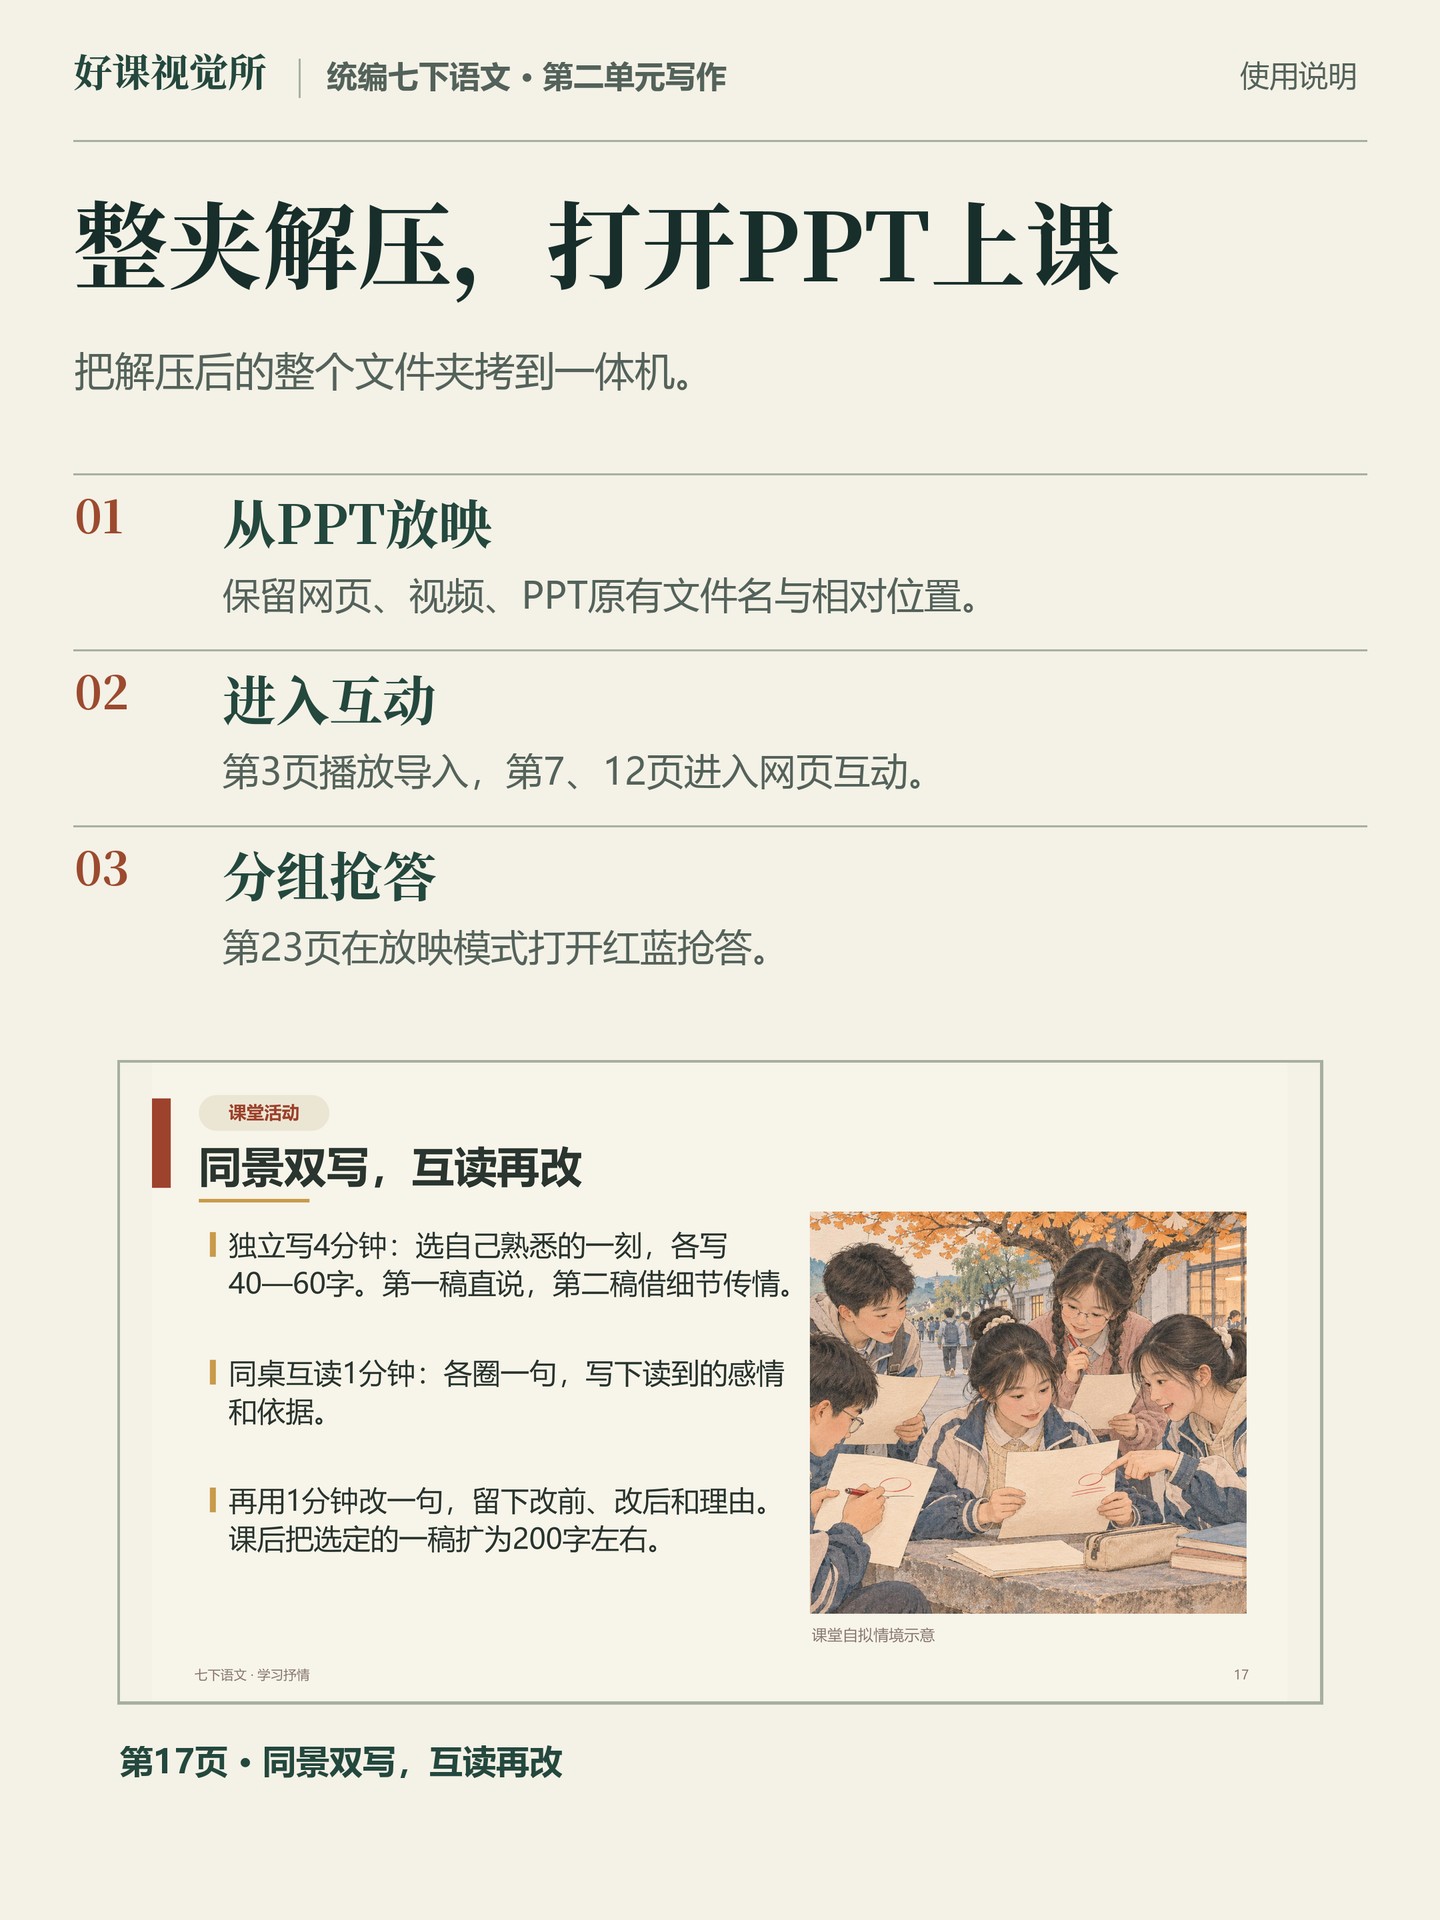 好课视觉所
统编七下语文·第二单元写作
使用说明
整夹解压，打开PPT上课
把解压后的整个文件夹拷到一体机。
01
从PPT放映
保留网页、视频、PPT原有文件名与相对位置。
02
进入互动
第3页播放导入，第7、12页进入网页互动。
03
分组抢答
第23页在放映模式打开红蓝抢答。
课堂活动
同景双写，互读再改
独立写4分钟：选自己熟悉的一刻，各写
40—60字。第一稿直说，第二稿借细节传情。
同桌互读1分钟：各圈一句，写下读到的感情
和依据。
再用1分钟改一句，留下改前、改后和理由。
课后把选定的一稿扩为200字左右。
课堂自拟情境示意
七下语文·学习抒情
17
第17页·同景双写，互读再改